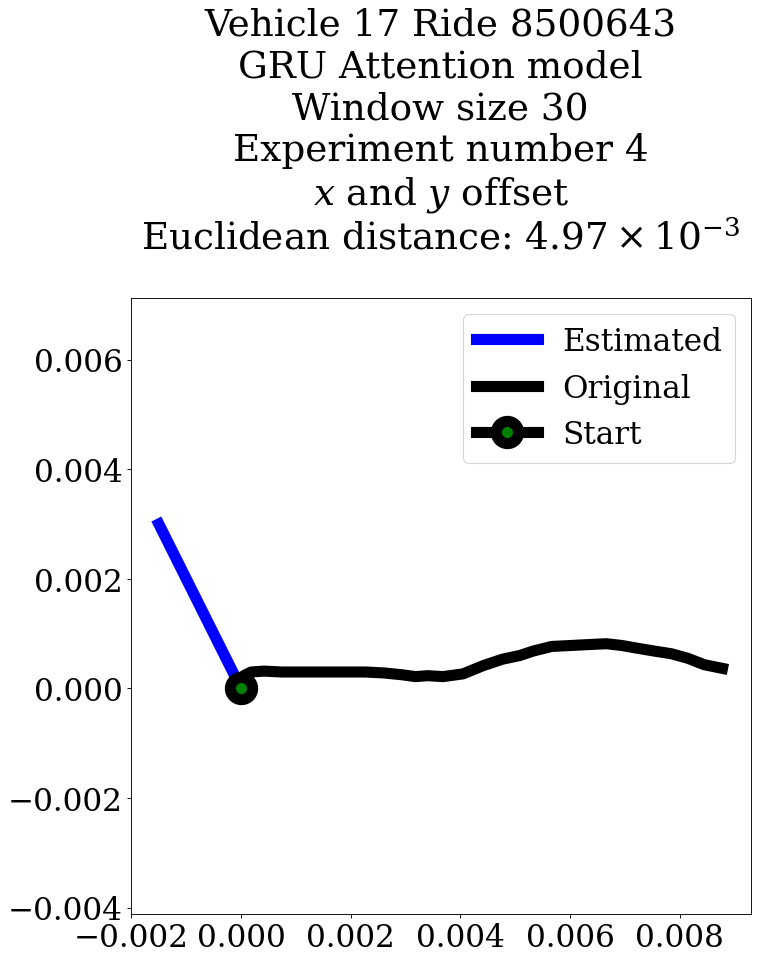 Vehicle 17 Ride 8500643
GRU Attention model
Window size 30
Experiment number 4
x and y offset
Euclidean distance: 4.97 × 10⁻³
Estimated
Original
Start
0.006
0.004
0.002
0.000
−0.002
−0.004
−0.002 0.000 0.002 0.004 0.006 0.008